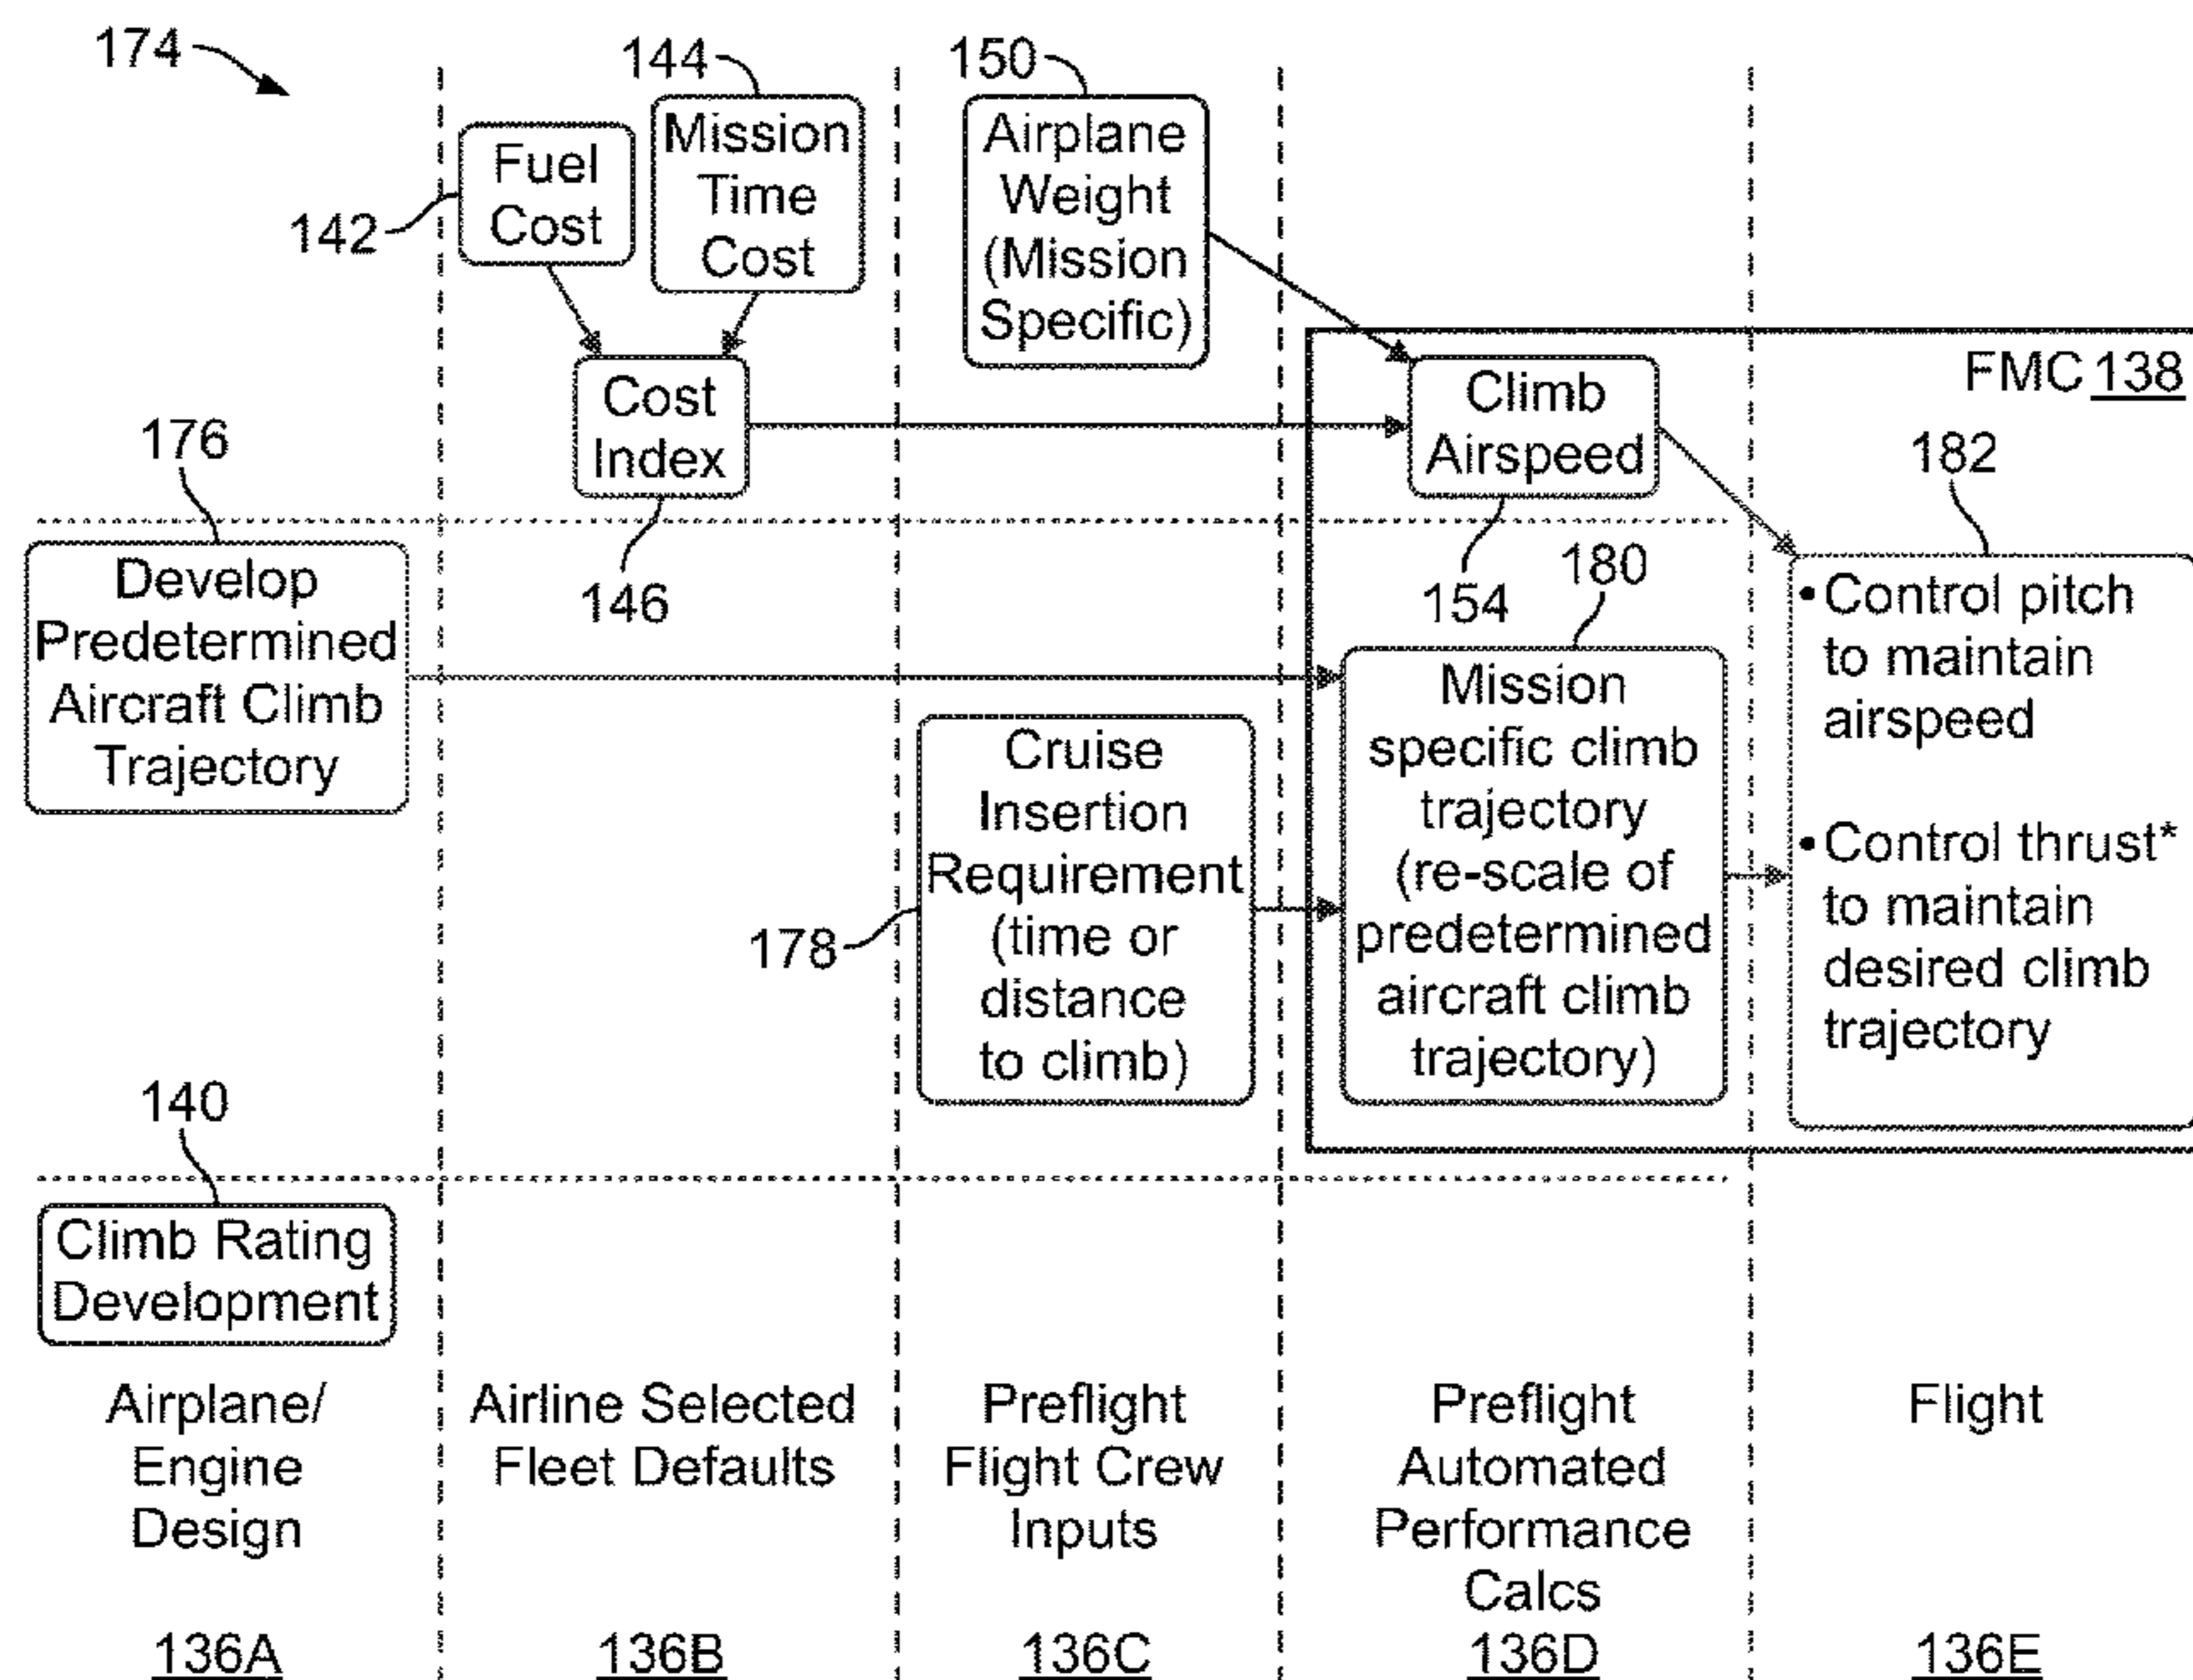 174
144
150
Fuel
Cost
142
Mission
Time
Cost
Airplane
Weight
(Mission
Specific)
FMC 138
Cost
Index
146
Climb
Airspeed
154
176
Develop
Predetermined
Aircraft Climb
Trajectory
178
Cruise
Insertion
Requirement
(time or
distance
to climb)
180
Mission
specific climb
trajectory
(re-scale of
predetermined
aircraft climb
trajectory)
182
•Control pitch
to maintain
airspeed
•Control thrust*
to maintain
desired climb
trajectory
140
Climb Rating
Development
Airplane/
Engine
Design
136A
Airline Selected
Fleet Defaults
136B
Preflight
Flight Crew
Inputs
136C
Preflight
Automated
Performance
Calcs
136D
Flight
136E